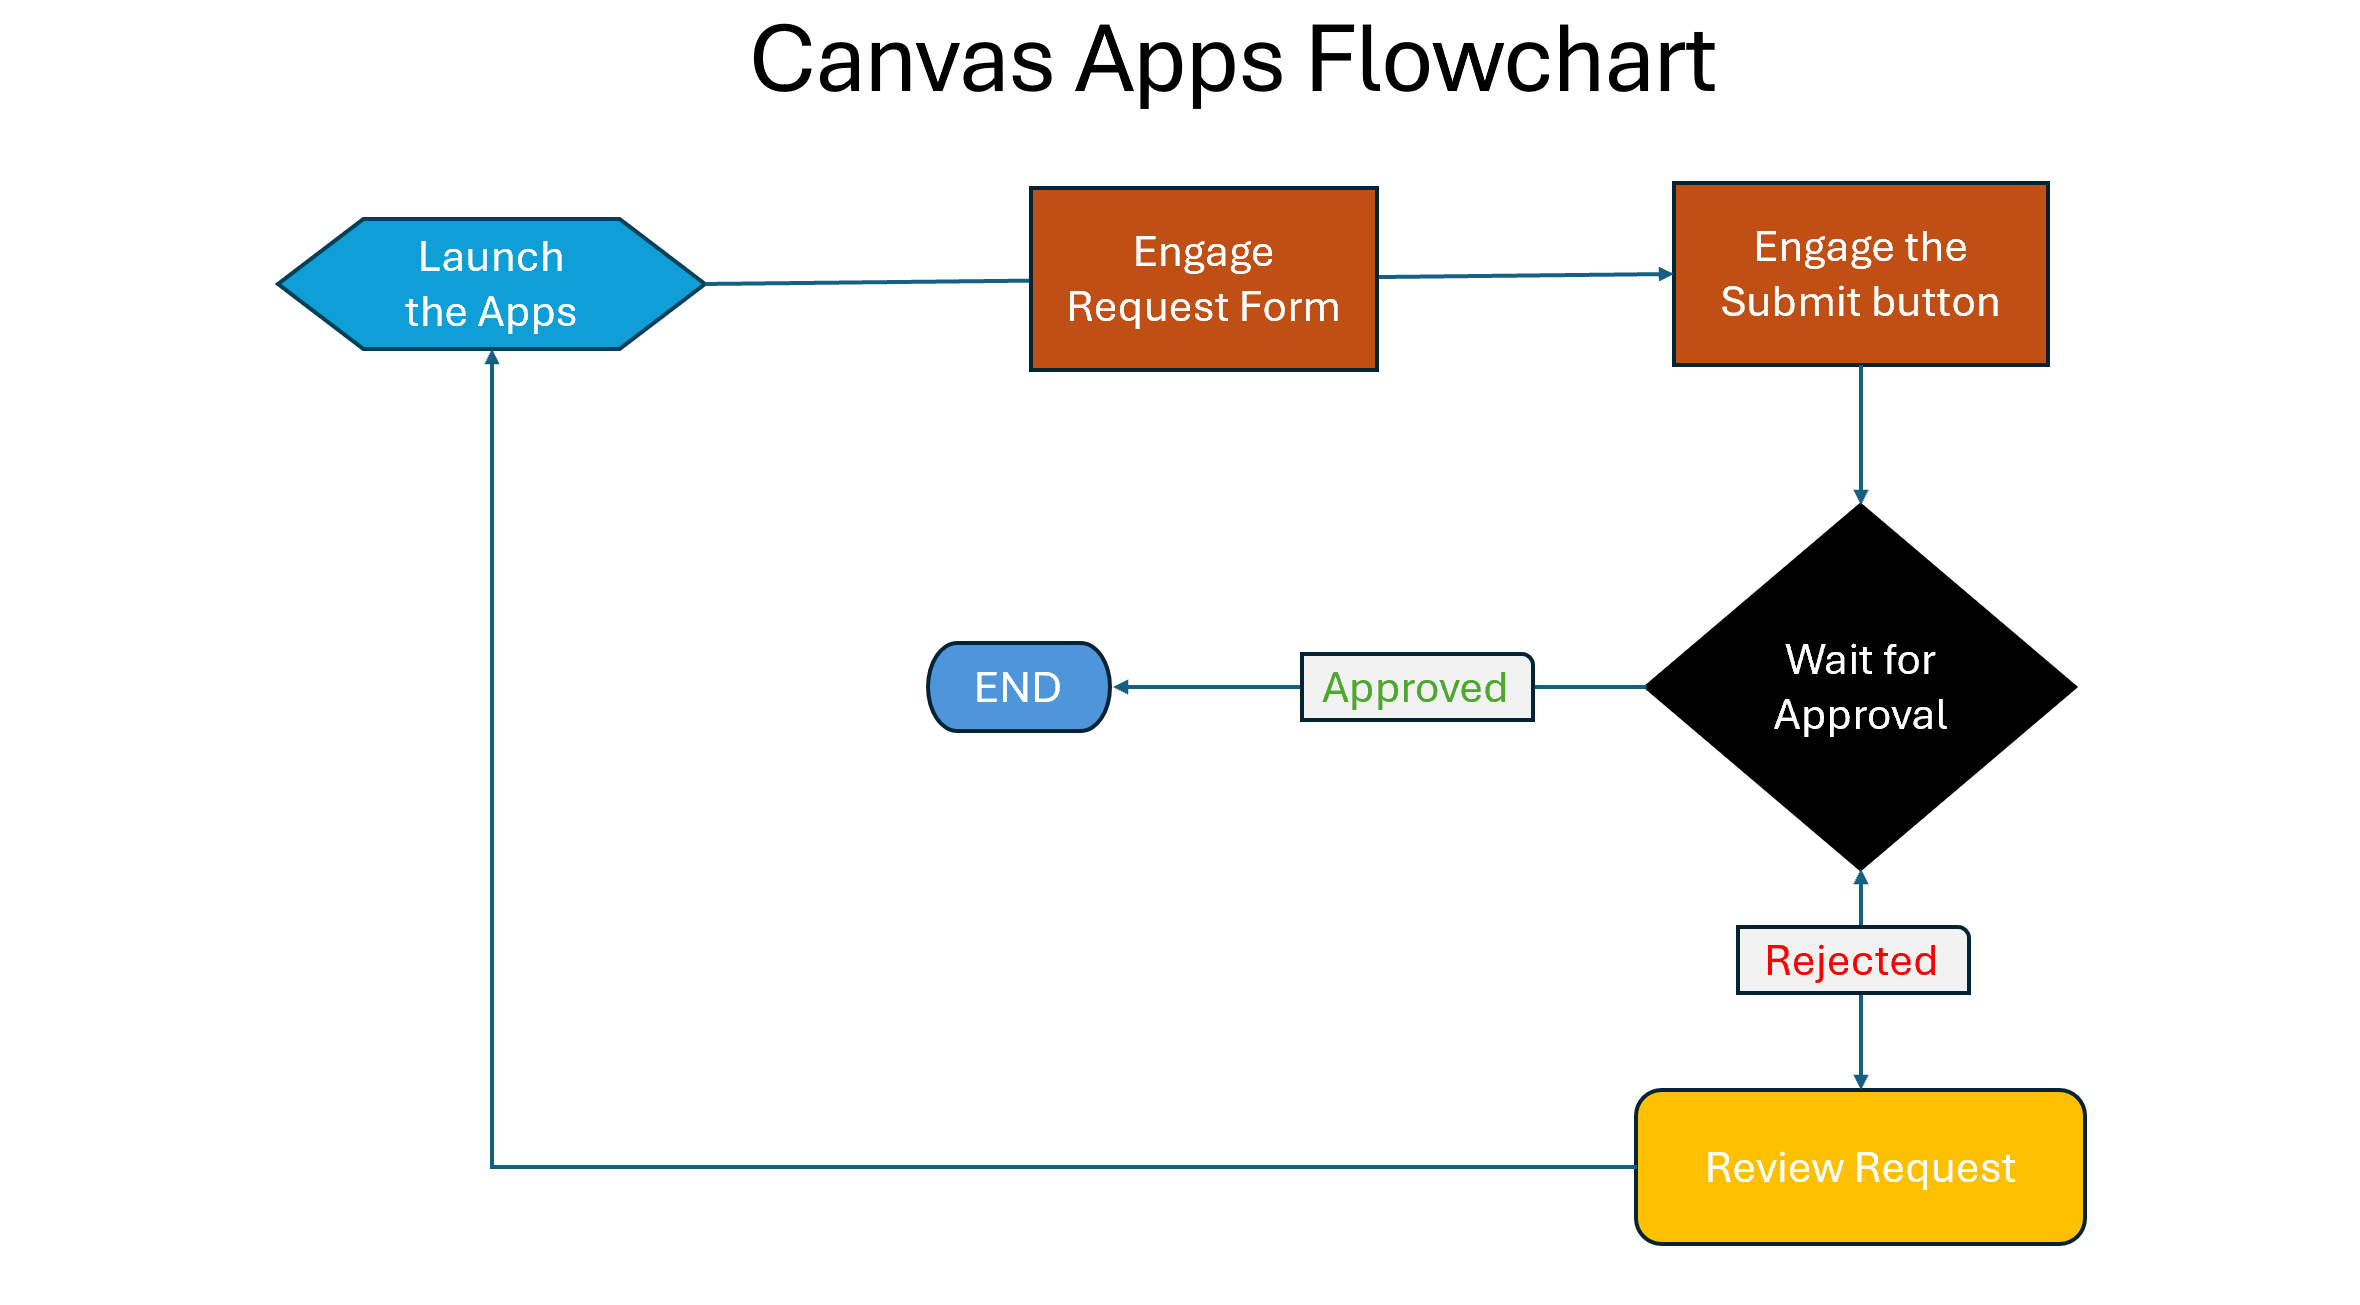 Canvas Apps Flowchart
Launch
the Apps
Engage
Request Form
Engage the
Submit button
Wait for
Approval
Approved
END
Rejected
Review Request